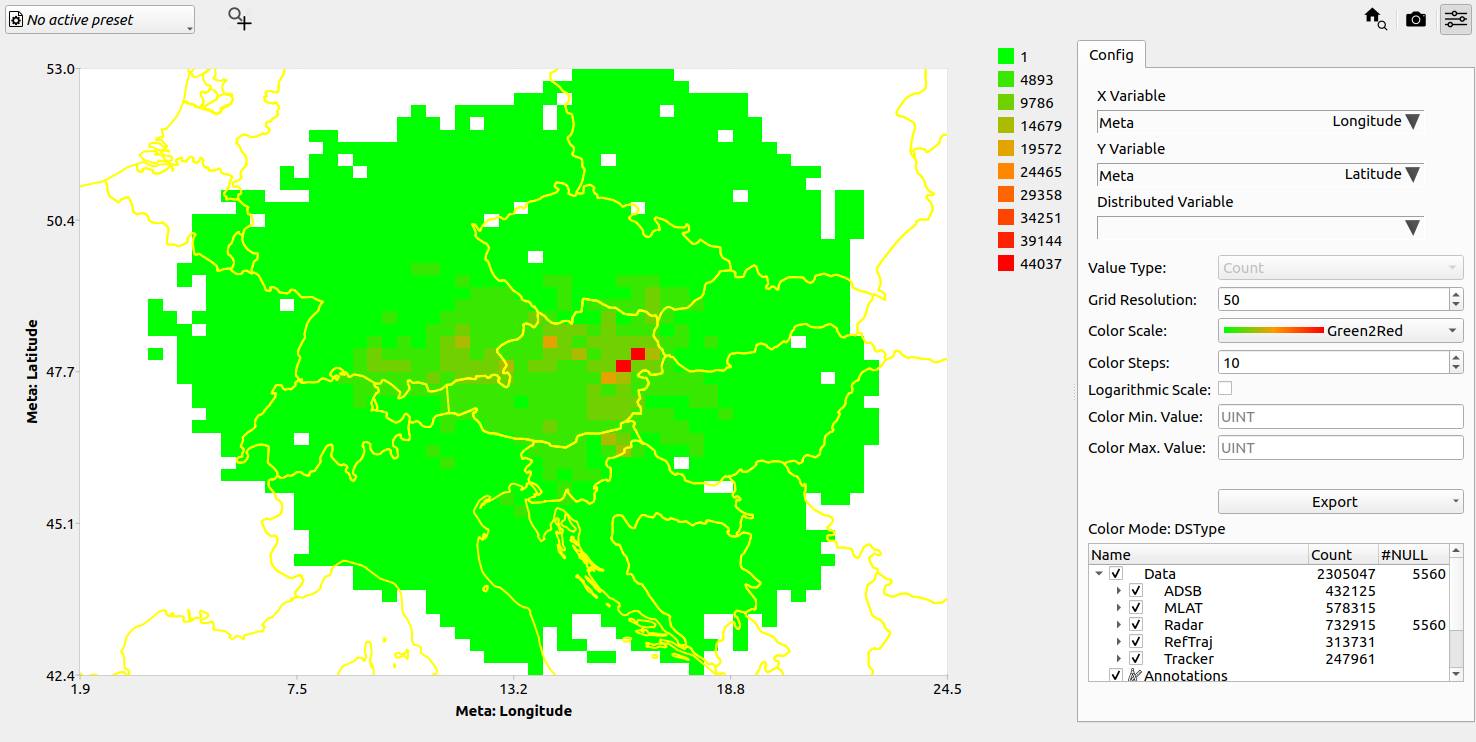 No active preset
53.0
50.4
47.7
45.1
42.4
Meta: Latitude
1.9
7.5
13.2
18.8
24.5
Meta: Longitude
1
4893
9786
14679
19572
24465
29358
34251
39144
44037
Config
X Variable
Meta Longitude
Y Variable
Meta Latitude
Distributed Variable
Value Type: Count
Grid Resolution: 50
Color Scale: Green2Red
Color Steps: 10
Logarithmic Scale:
Color Min. Value: UINT
Color Max. Value: UINT
Export
Color Mode: DSType
Name Count #NULL
Data 2305047 5560
ADSB 432125
MLAT 578315
Radar 732915 5560
RefTraj 313731
Tracker 247961
Annotations